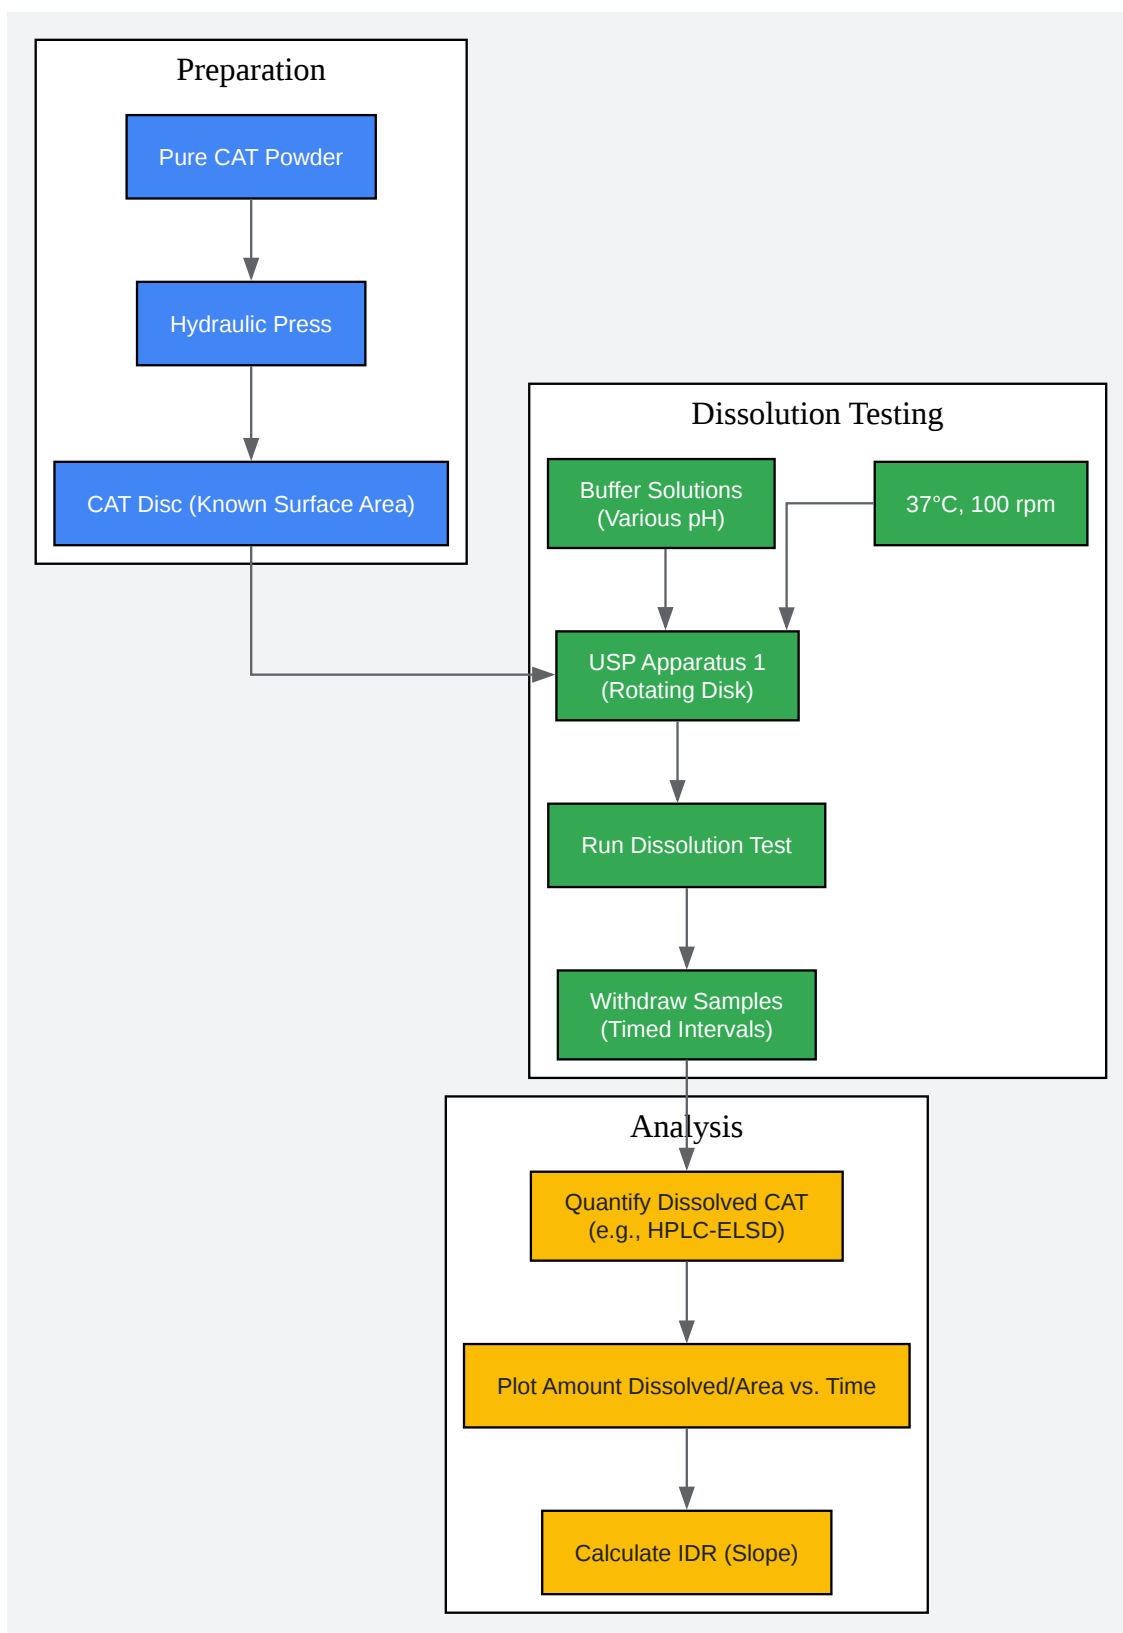 Preparation
Pure CAT Powder
Hydraulic Press
CAT Disc (Known Surface Area)
Dissolution Testing
Buffer Solutions
(Various pH)
37°C, 100 rpm
USP Apparatus 1
(Rotating Disk)
Run Dissolution Test
Withdraw Samples
(Timed Intervals)
Analysis
Quantify Dissolved CAT
(e.g., HPLC-ELSD)
Plot Amount Dissolved/Area vs. Time
Calculate IDR (Slope)